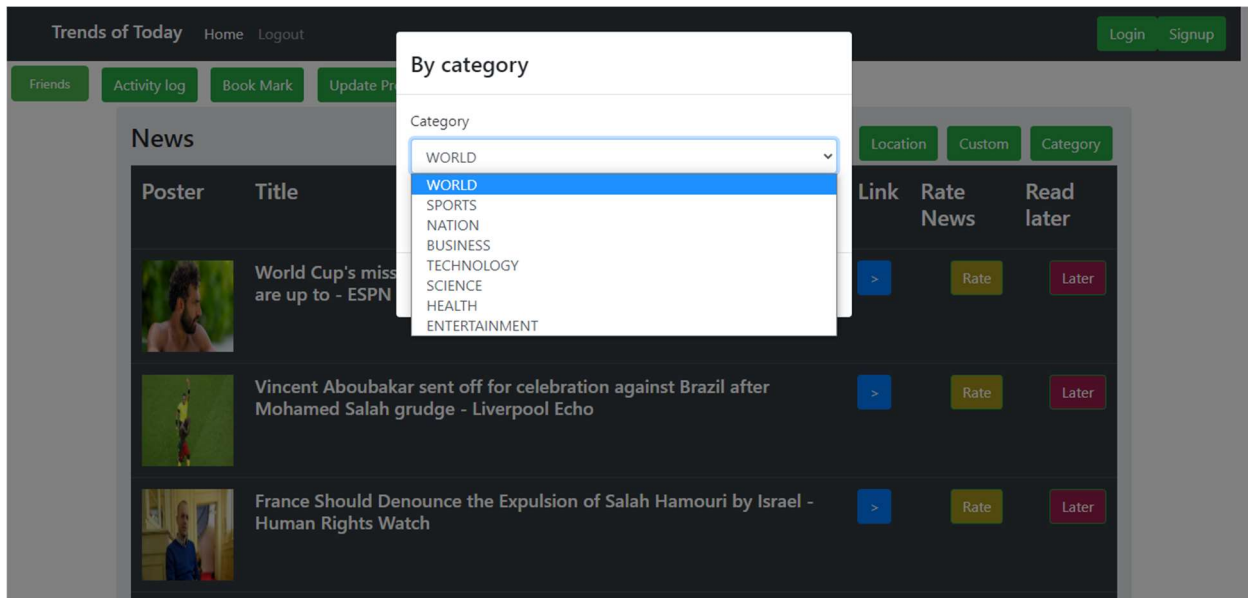 Trends of Today Home Logout Login Signup
Friends Activity log Book Mark Update Pr
By category
Category
WORLD
WORLD
SPORTS
NATION
BUSINESS
TECHNOLOGY
SCIENCE
HEALTH
ENTERTAINMENT
News Location Custom Category
Poster Title Link Rate News Read later
World Cup's miss
are up to - ESPN > Rate Later
Vincent Aboubakar sent off for celebration against Brazil after
Mohamed Salah grudge - Liverpool Echo > Rate Later
France Should Denounce the Expulsion of Salah Hamouri by Israel -
Human Rights Watch > Rate Later